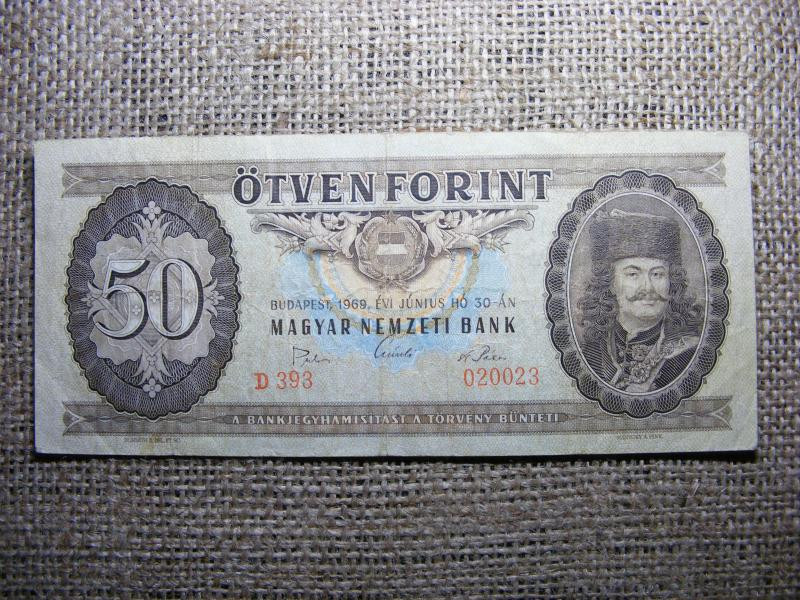 ÖTVEN FORINT
50
BUDAPEST, 1969. ÉVI JÚNIUS HÓ 30-ÁN
MAGYAR NEMZETI BANK
D 393 020023
A BANKJEGYHAMISÍTÁST A TÖRVÉNY BÜNTETI